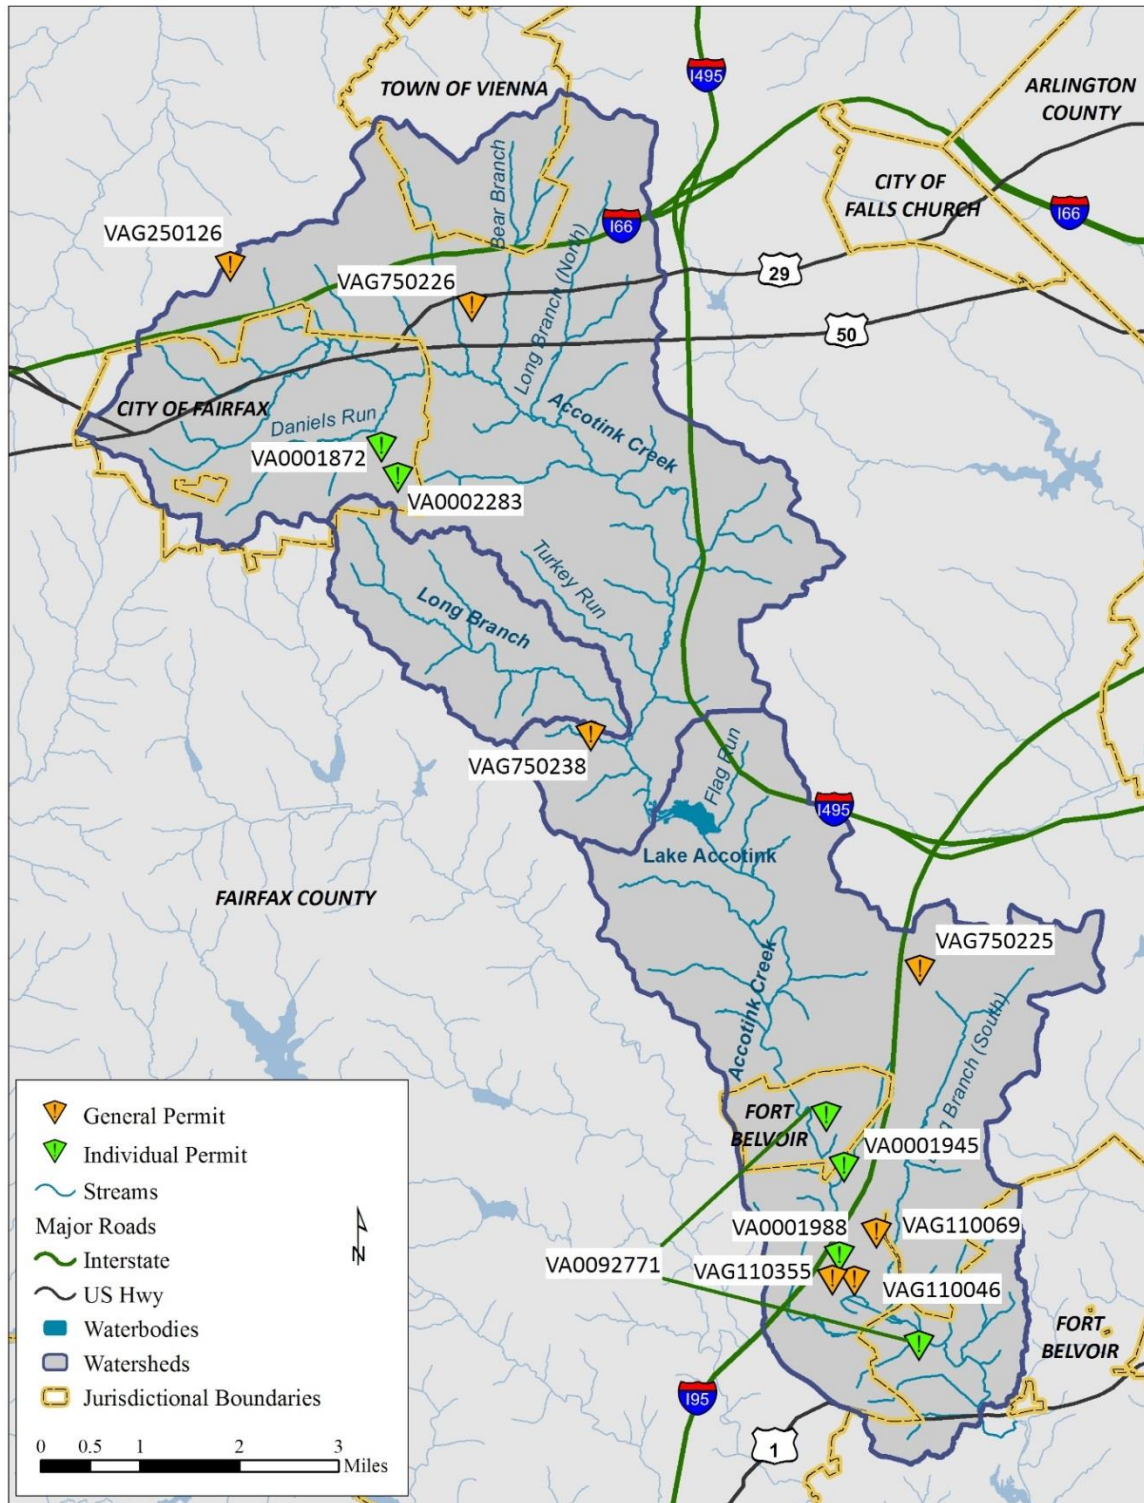 I495
TOWN OF VIENNA
ARLINGTON
COUNTY
Bear Branch
CITY OF
FALLS CHURCH
I66
I66
VAG250126
29
VAG750226
Long Branch (North)
50
CITY OF FAIRFAX
Daniels Run
Accotink Creek
VA0001872
VA0002283
Turkey Run
Long Branch
VAG750238
Flag Run
I495
Lake Accotink
FAIRFAX COUNTY
VAG750225
Accotink Creek
Branch (South)
FORT
BELVOIR
VA0001945
VA0001988
VAG110069
VA0092771
VAG110355
VAG110046
FORT
BELVOIR
I95
1
General Permit
Individual Permit
Streams
Major Roads
N
Interstate
US Hwy
Waterbodies
Watersheds
Jurisdictional Boundaries
0 0.5 1 2 3
Miles